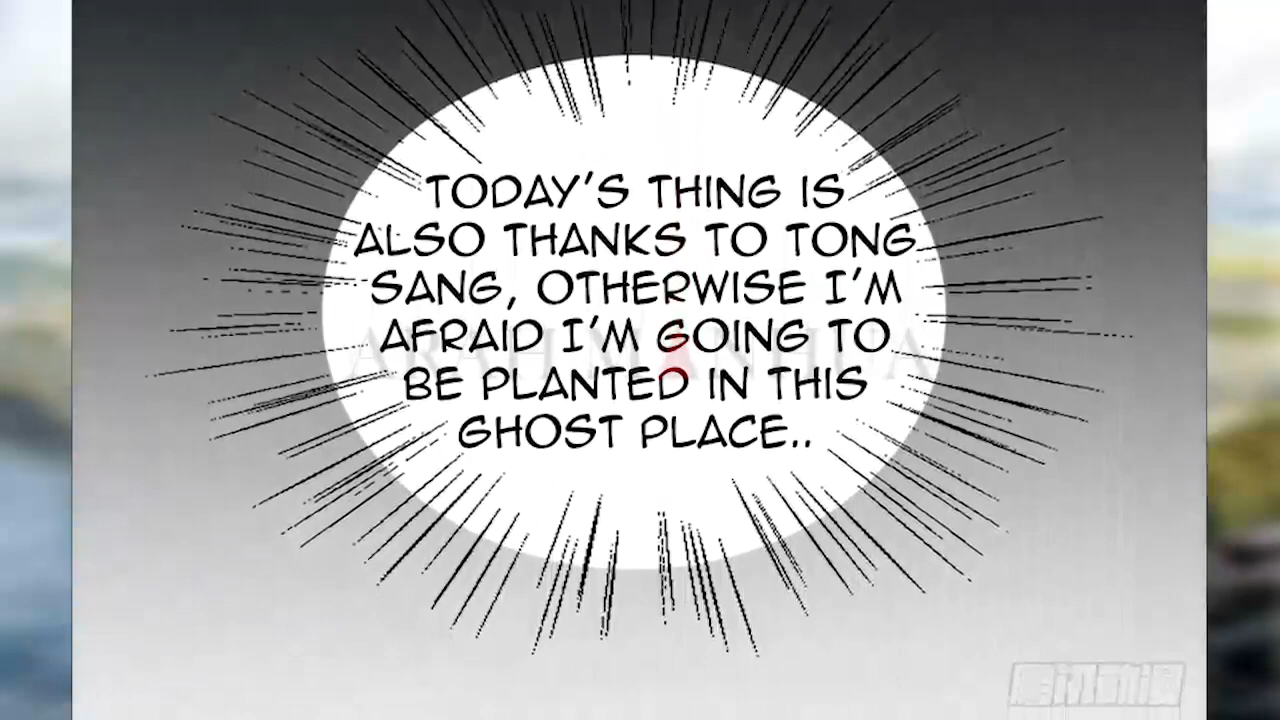 TODAY'S THING IS
ALSO THANKS TO TONG
SANG, OTHERWISE I'M
AFRAID I'M GOING TO
BE PLANTED IN THIS
GHOST PLACE..